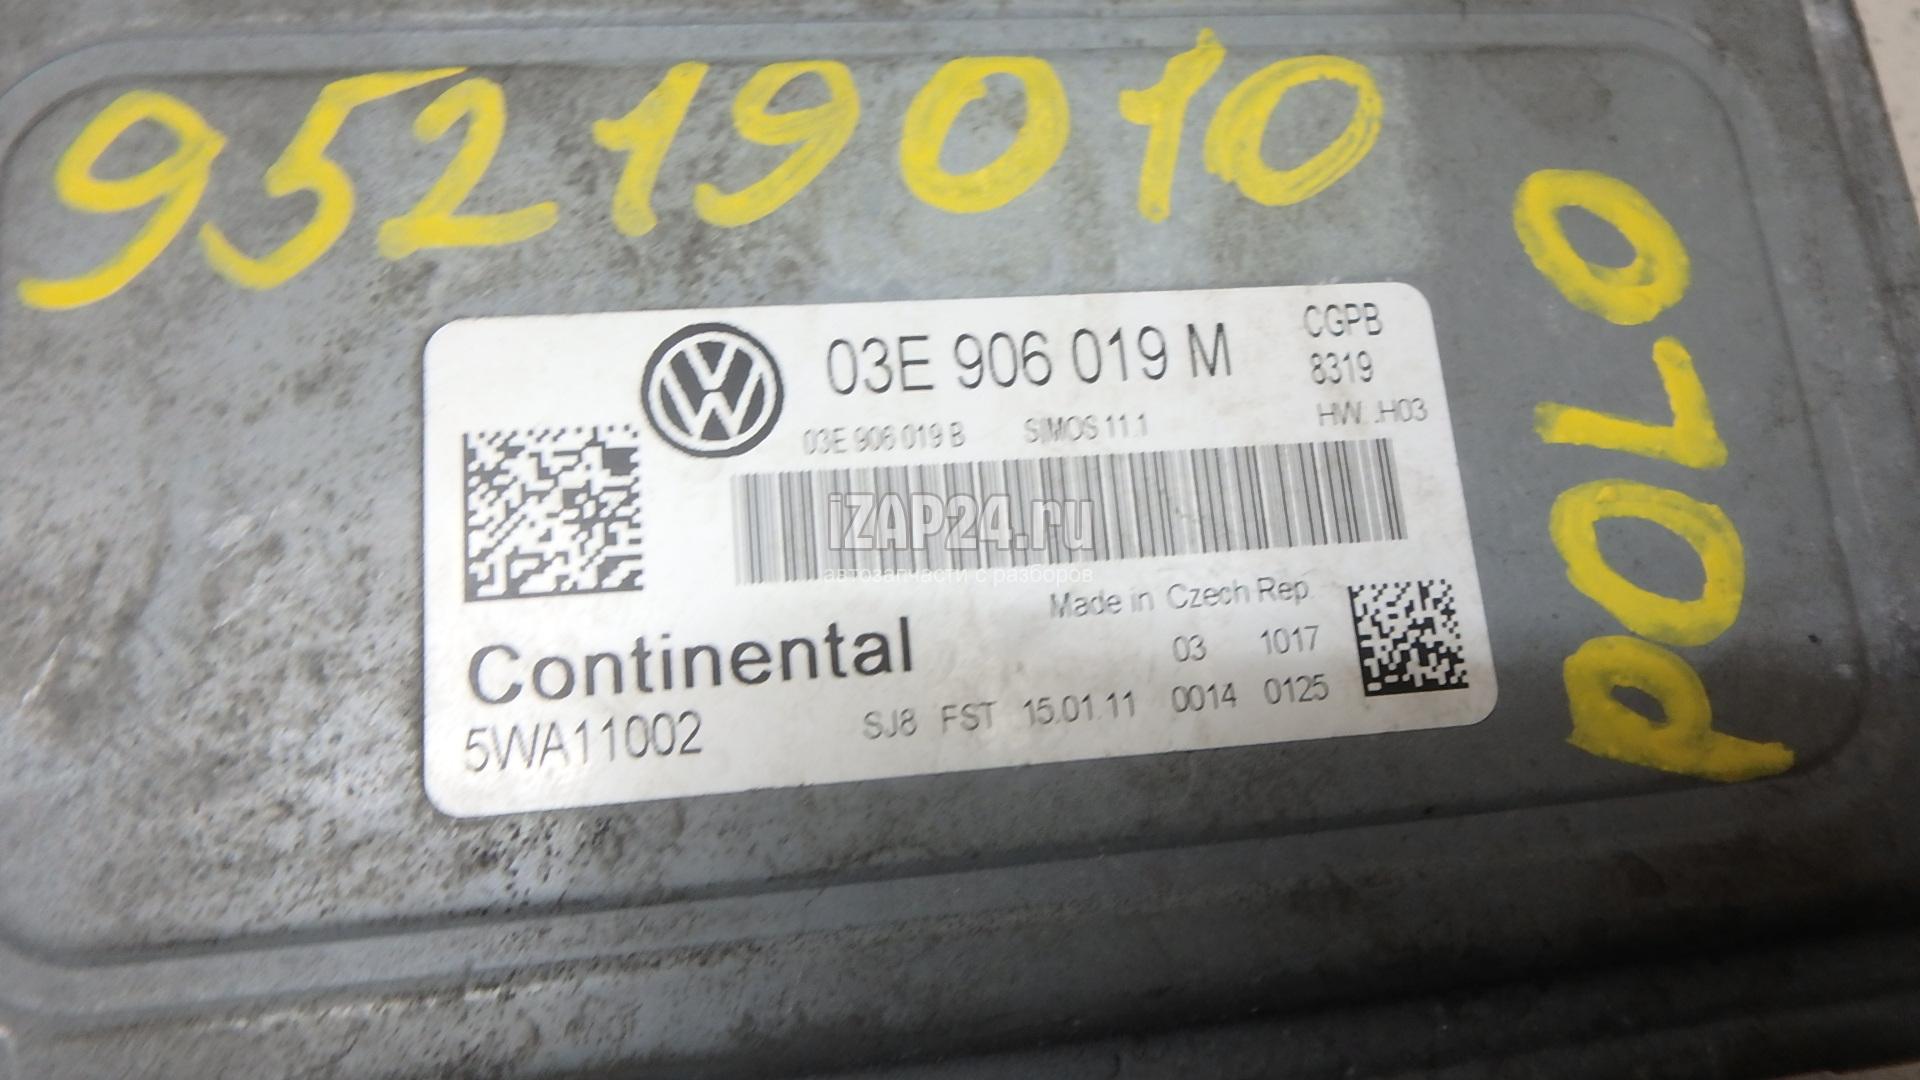 95219010
POLO
03E 906 019 M
CGPB
8319
03E 906 019 B SIMOS 11.1 HW: .H03
iZAP24.ru
автозапчасти с разборов
Made in Czech Rep.
Continental
03 1017
5WA11002
SJ8 FST 15.01.11 0014 0125